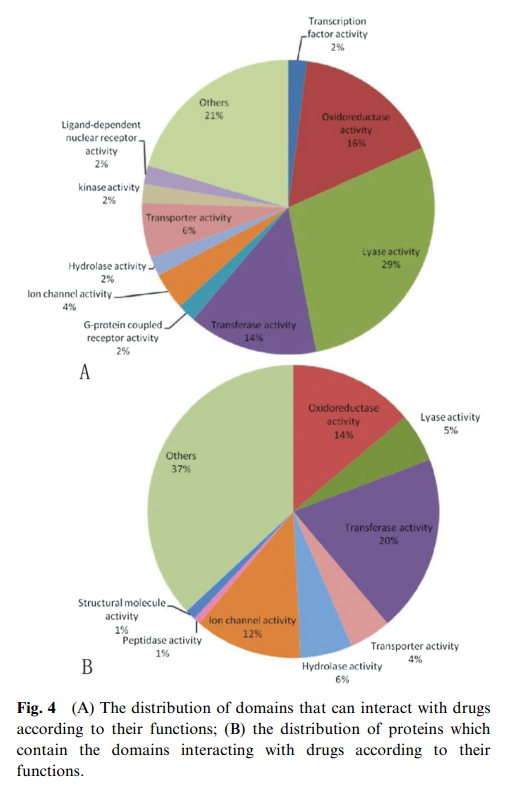 Transcription
factor activity
2%
Oxidoreductase
activity
16%
Lyase activity
29%
Transferase activity
14%
G-protein coupled
receptor activity
2%
Ion channel activity
4%
Hydrolase activity
2%
Transporter activity
6%
kinase activity
2%
Ligand-dependent
nuclear receptor
activity
2%
Others
21%
A
Oxidoreductase
activity
14%
Lyase activity
5%
Transferase activity
20%
Transporter activity
4%
Hydrolase activity
6%
Ion channel activity
12%
Peptidase activity
1%
Structural molecule
activity
1%
Others
37%
B
Fig. 4 (A) The distribution of domains that can interact with drugs
according to their functions; (B) the distribution of proteins which
contain the domains interacting with drugs according to their
functions.